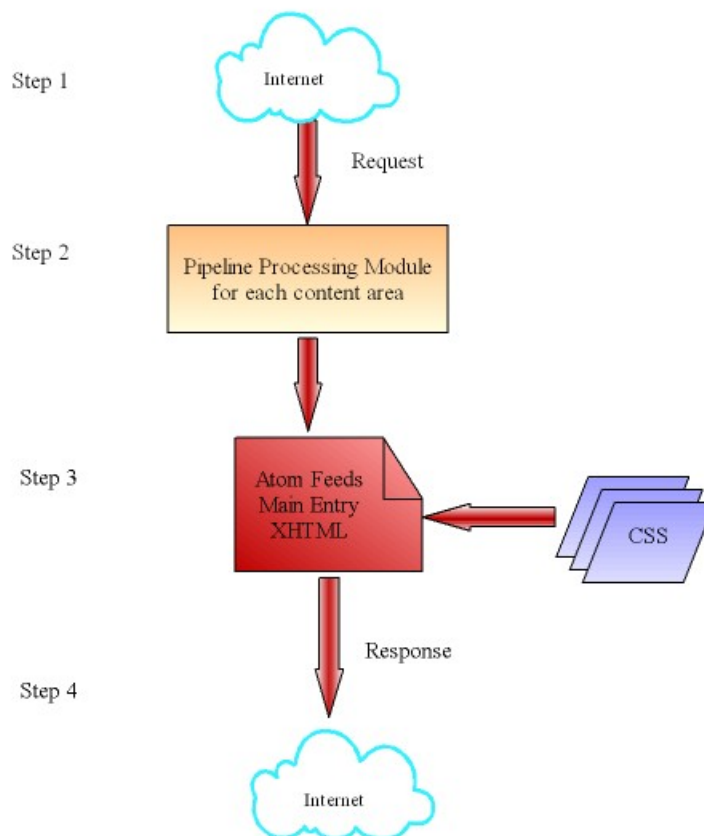 Step 1
Internet
Request
Step 2
Pipeline Processing Module
for each content area
Step 3
Atom Feeds
Main Entry
XHTML
CSS
Response
Step 4
Internet